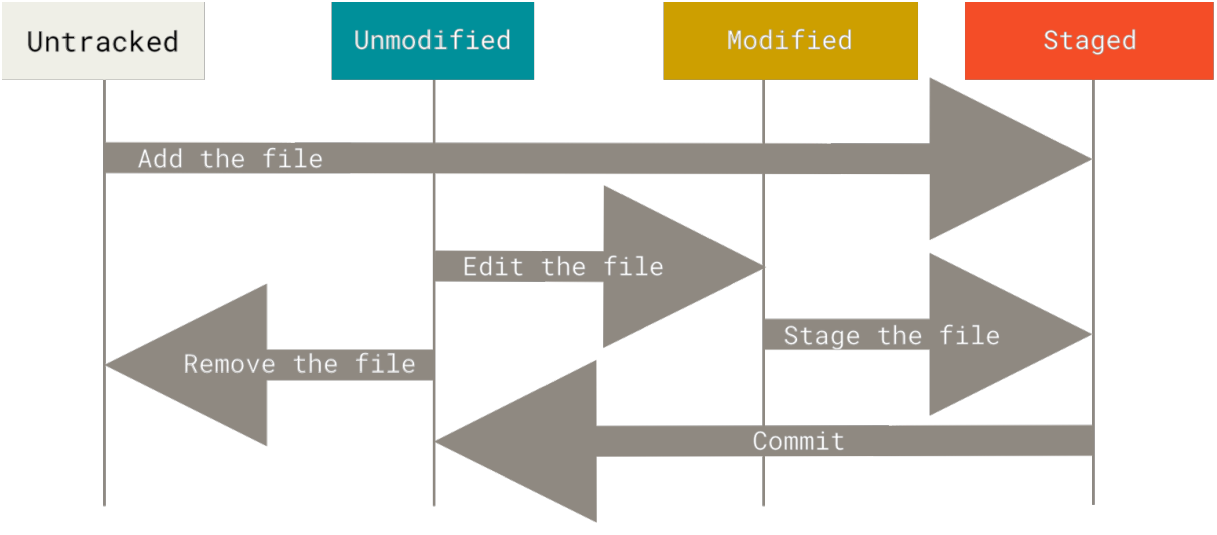 Untracked
Unmodified
Modified
Staged
Add the file
Edit the file
Stage the file
Remove the file
Commit